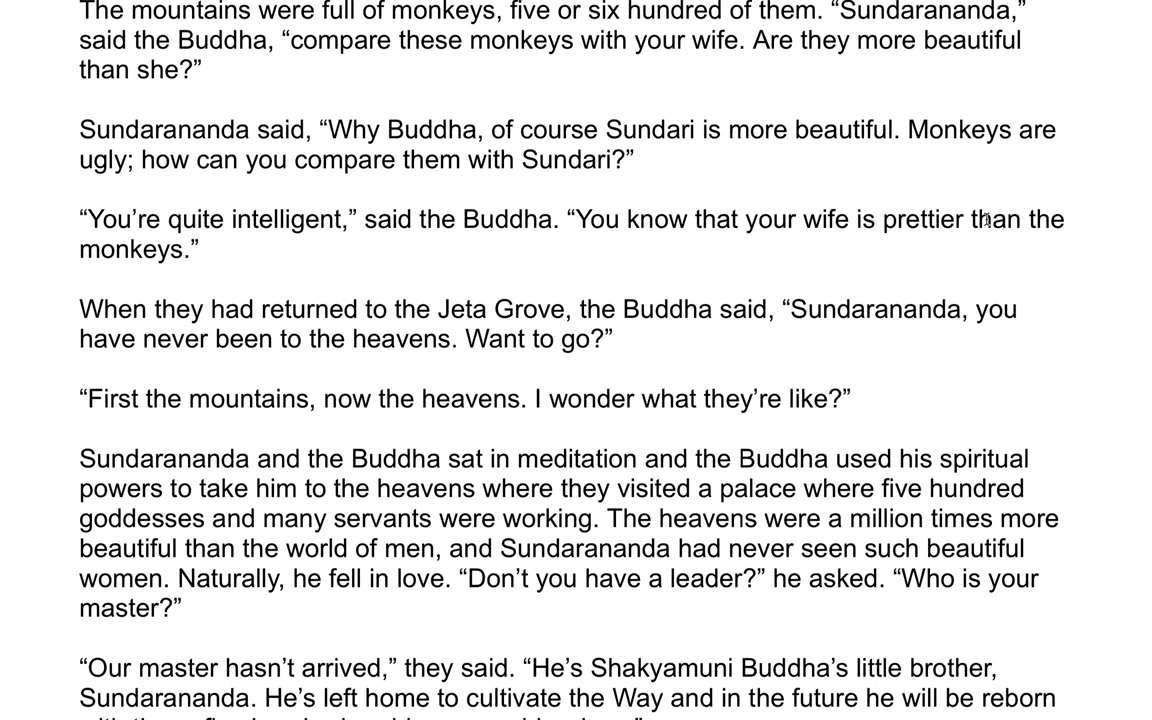 The mountains were full of monkeys, five or six hundred of them. “Sundarananda,”
said the Buddha, “compare these monkeys with your wife. Are they more beautiful
than she?”
Sundarananda said, “Why Buddha, of course Sundari is more beautiful. Monkeys are
ugly; how can you compare them with Sundari?”
“You’re quite intelligent,” said the Buddha. “You know that your wife is prettier than the
monkeys.”
When they had returned to the Jeta Grove, the Buddha said, “Sundarananda, you
have never been to the heavens. Want to go?”
“First the mountains, now the heavens. I wonder what they’re like?”
Sundarananda and the Buddha sat in meditation and the Buddha used his spiritual
powers to take him to the heavens where they visited a palace where five hundred
goddesses and many servants were working. The heavens were a million times more
beautiful than the world of men, and Sundarananda had never seen such beautiful
women. Naturally, he fell in love. “Don’t you have a leader?” he asked. “Who is your
master?”
“Our master hasn’t arrived,” they said. “He’s Shakyamuni Buddha’s little brother,
Sundarananda. He’s left home to cultivate the Way and in the future he will be reborn